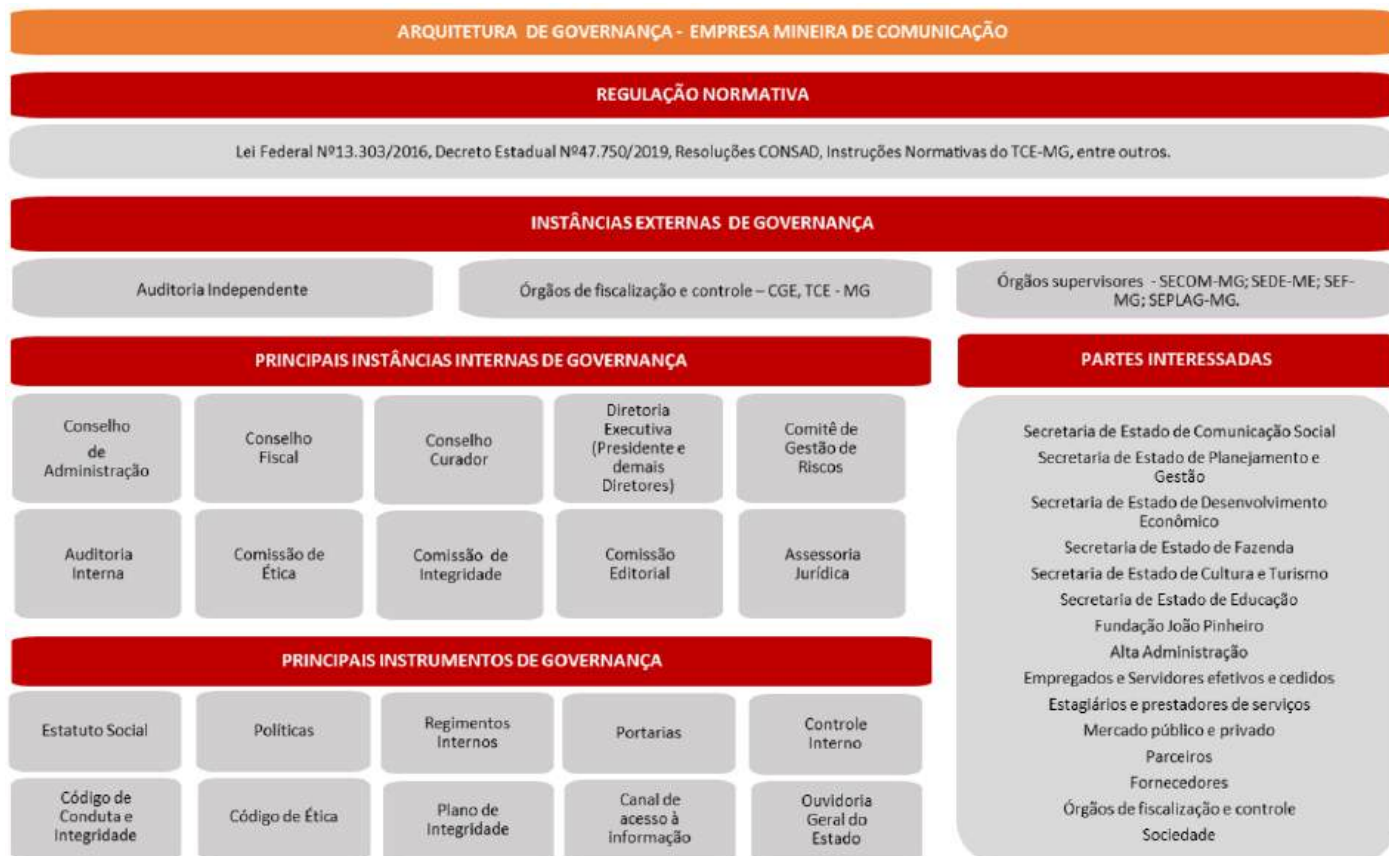 ARQUITETURA DE GOVERNANÇA - EMPRESA MINEIRA DE COMUNICAÇÃO
REGULAÇÃO NORMATIVA
Lei Federal Nº13.303/2016, Decreto Estadual Nº47.750/2019, Resoluções CONSAD, Instruções Normativas do TCE-MG, entre outros.
INSTÂNCIAS EXTERNAS DE GOVERNANÇA
Auditoria Independente
Órgãos de fiscalização e controle – CGE, TCE - MG
Órgãos supervisores - SECOM-MG; SEDE-ME; SEF-
MG; SEPLAG-MG.
PRINCIPAIS INSTÂNCIAS INTERNAS DE GOVERNANÇA
Conselho
de
Administração
Conselho
Fiscal
Conselho
Curador
Diretoria
Executiva
(Presidente e
demais
Diretores)
Comitê de
Gestão de
Riscos
Auditoria
Interna
Comissão de
Ética
Comissão de
Integridade
Comissão
Editorial
Assessoria
Jurídica
PRINCIPAIS INSTRUMENTOS DE GOVERNANÇA
Estatuto Social
Políticas
Regimentos
Internos
Portarias
Controle
Interno
Código de
Conduta e
Integridade
Código de Ética
Plano de
Integridade
Canal de
acesso à
informação
Ouvidoria
Geral do
Estado
PARTES INTERESSADAS
Secretaria de Estado de Comunicação Social
Secretaria de Estado de Planejamento e
Gestão
Secretaria de Estado de Desenvolvimento
Econômico
Secretaria de Estado de Fazenda
Secretaria de Estado de Cultura e Turismo
Secretaria de Estado de Educação
Fundação João Pinheiro
Alta Administração
Empregados e Servidores efetivos e cedidos
Estagiários e prestadores de serviços
Mercado público e privado
Parceiros
Fornecedores
Órgãos de fiscalização e controle
Sociedade